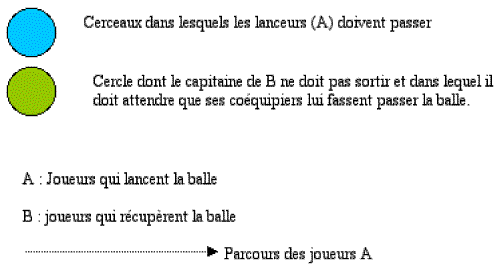 Cerceaux dans lesquels les lanceurs (A) doivent passer
Cercle dont le capitaine de B ne doit pas sortir et dans lequel il
doit attendre que ses coéquipiers lui fassent passer la balle.
A : Joueurs qui lancent la balle
B : joueurs qui récupèrent la balle
Parcours des joueurs A